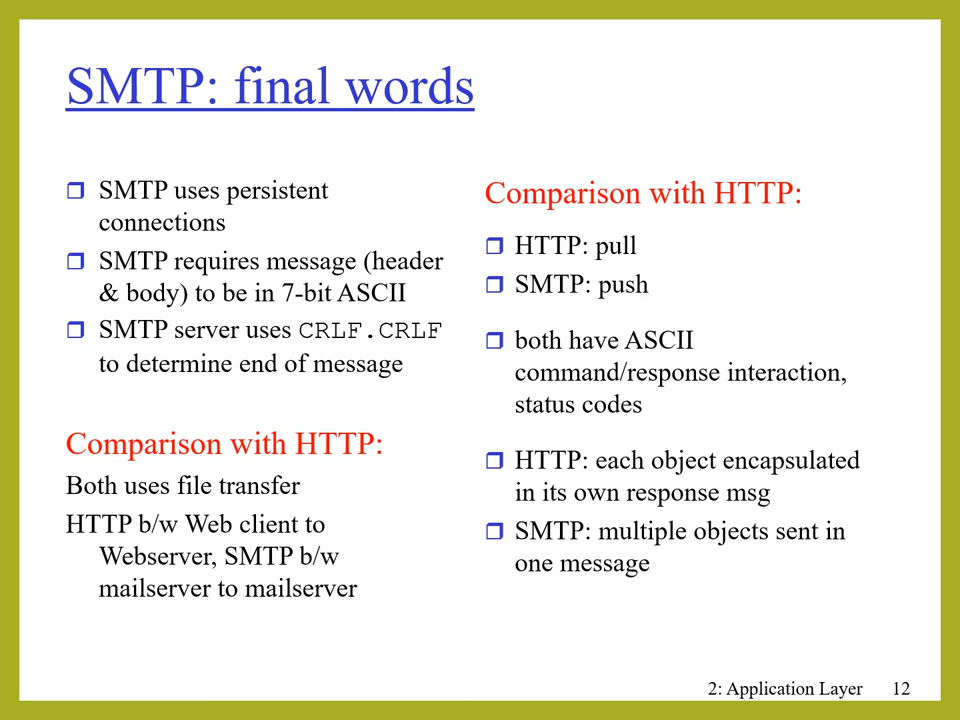 SMTP: final words
SMTP uses persistent
connections
SMTP requires message (header
& body) to be in 7-bit ASCII
SMTP server uses CRLF.CRLF
to determine end of message
Comparison with HTTP:
Both uses file transfer
HTTP b/w Web client to
Webserver, SMTP b/w
mailserver to mailserver
Comparison with HTTP:
HTTP: pull
SMTP: push
both have ASCII
command/response interaction,
status codes
HTTP: each object encapsulated
in its own response msg
SMTP: multiple objects sent in
one message
2: Application Layer 12